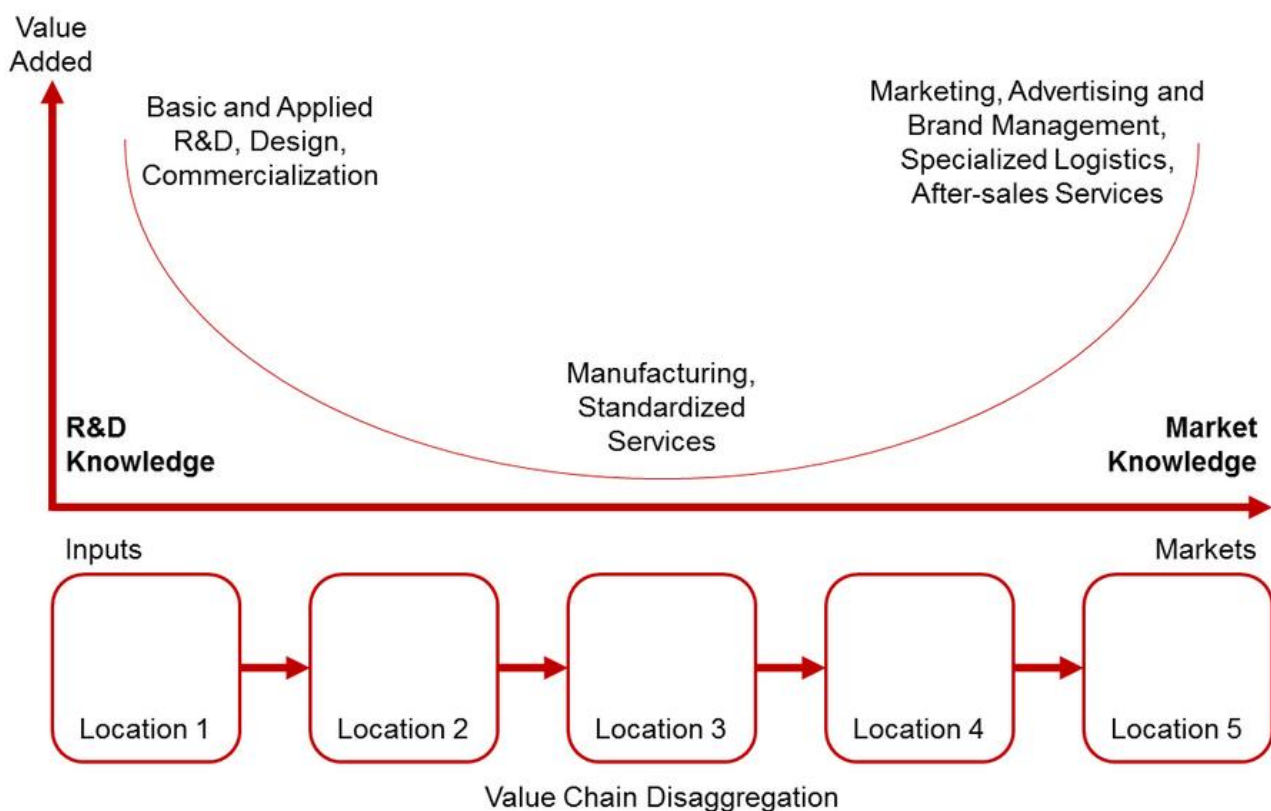 Value
Added
Basic and Applied
R&D, Design,
Commercialization
Marketing, Advertising and
Brand Management,
Specialized Logistics,
After-sales Services
Manufacturing,
Standardized
Services
R&D
Knowledge
Market
Knowledge
Inputs
Markets
Location 1
Location 2
Location 3
Location 4
Location 5
Value Chain Disaggregation